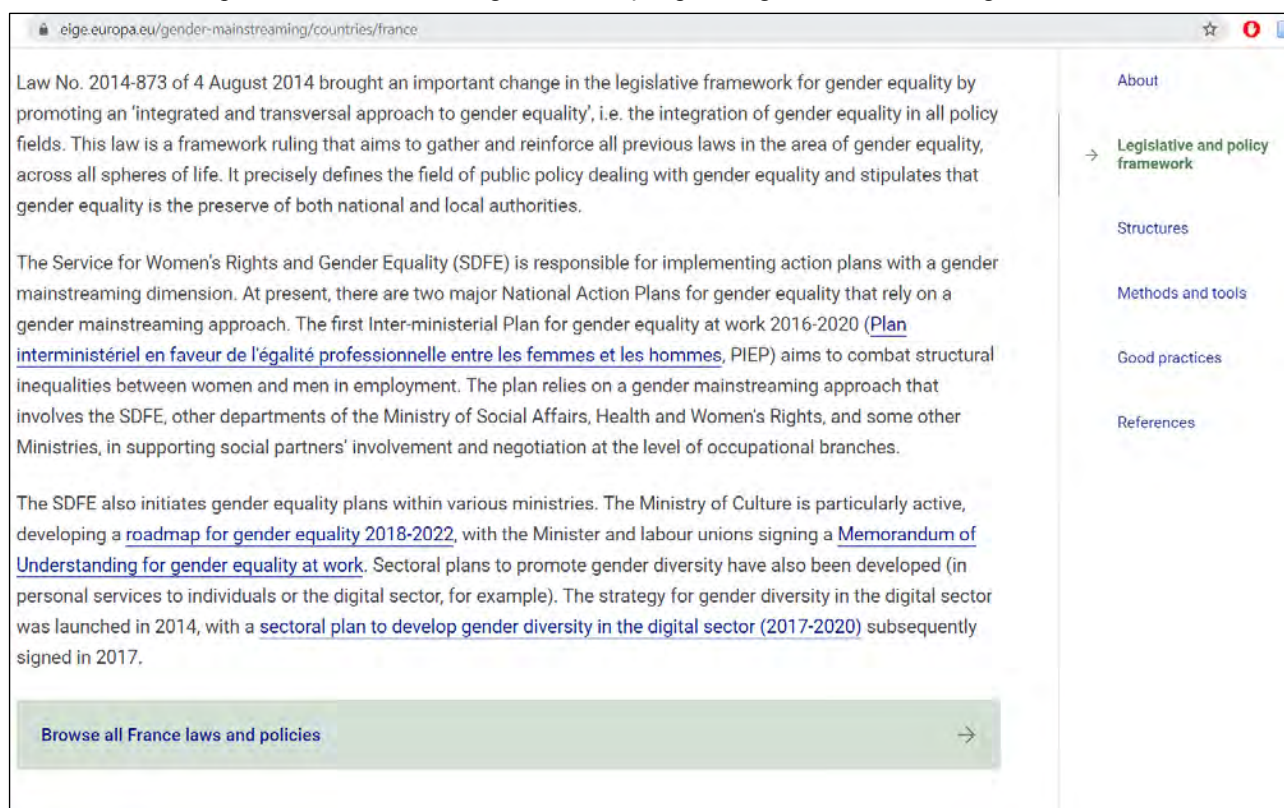 eige.europa.eu/gender-mainstreaming/countries/france
Law No. 2014-873 of 4 August 2014 brought an important change in the legislative framework for gender equality by
promoting an 'integrated and transversal approach to gender equality', i.e. the integration of gender equality in all policy
fields. This law is a framework ruling that aims to gather and reinforce all previous laws in the area of gender equality,
across all spheres of life. It precisely defines the field of public policy dealing with gender equality and stipulates that
gender equality is the preserve of both national and local authorities.
The Service for Women's Rights and Gender Equality (SDFE) is responsible for implementing action plans with a gender
mainstreaming dimension. At present, there are two major National Action Plans for gender equality that rely on a
gender mainstreaming approach. The first Inter-ministerial Plan for gender equality at work 2016-2020 (Plan
interministériel en faveur de l'égalité professionnelle entre les femmes et les hommes, PIEP) aims to combat structural
inequalities between women and men in employment. The plan relies on a gender mainstreaming approach that
involves the SDFE, other departments of the Ministry of Social Affairs, Health and Women's Rights, and some other
Ministries, in supporting social partners' involvement and negotiation at the level of occupational branches.
The SDFE also initiates gender equality plans within various ministries. The Ministry of Culture is particularly active,
developing a roadmap for gender equality 2018-2022, with the Minister and labour unions signing a Memorandum of
Understanding for gender equality at work. Sectoral plans to promote gender diversity have also been developed (in
personal services to individuals or the digital sector, for example). The strategy for gender diversity in the digital sector
was launched in 2014, with a sectoral plan to develop gender diversity in the digital sector (2017-2020) subsequently
signed in 2017.
Browse all France laws and policies
About
Legislative and policy
framework
Structures
Methods and tools
Good practices
References